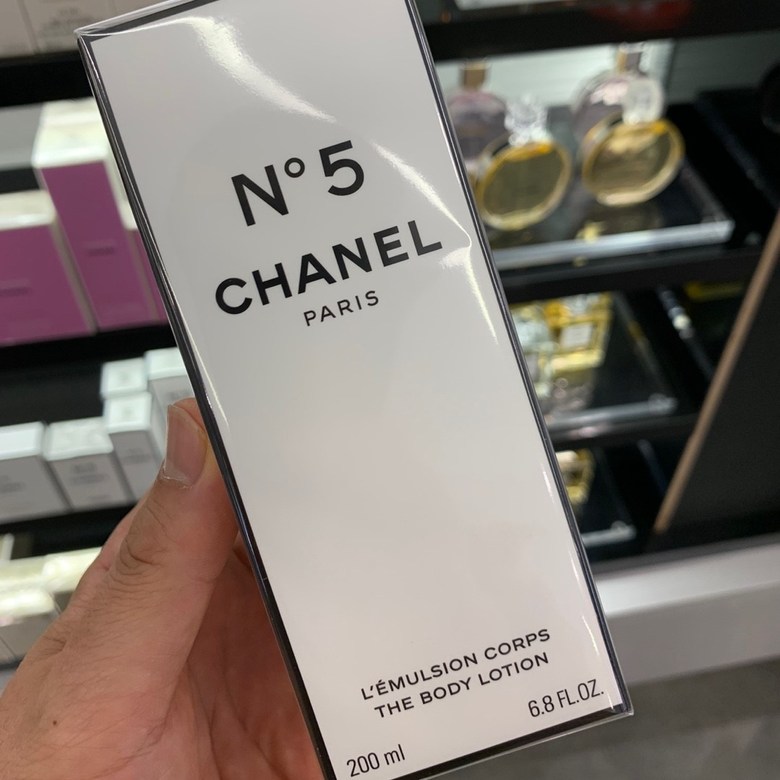 N° 5
CHANEL
PARIS
L'ÉMULSION CORPS
THE BODY LOTION
200 ml
6.8 FL.OZ.